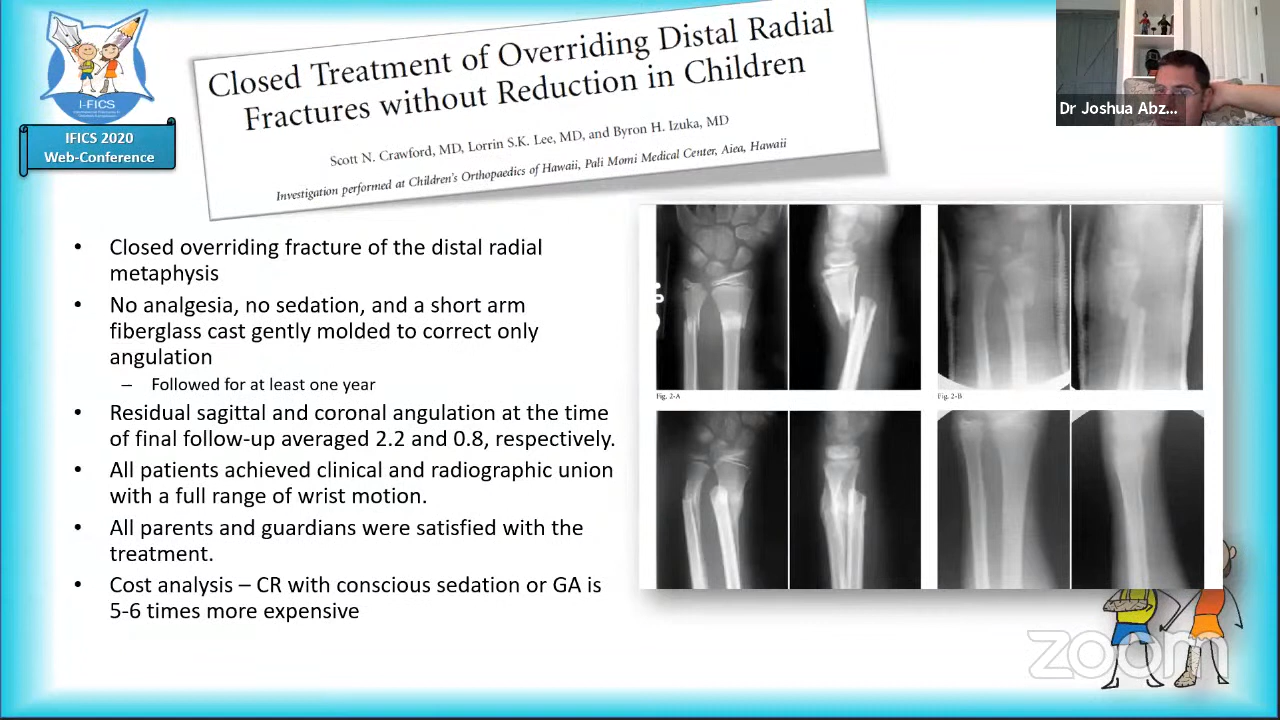 I-FICS
IFICS 2020
Web-Conference
Closed Treatment of Overriding Distal Radial
Fractures without Reduction in Children
Scott N. Crawford, MD, Lorrin S.K. Lee, MD, and Byron H. Izuka, MD
Investigation performed at Children's Orthopaedics of Hawaii, Pali Momi Medical Center, Aiea, Hawaii
Dr Joshua Abz...
• Closed overriding fracture of the distal radial
metaphysis
• No analgesia, no sedation, and a short arm
fiberglass cast gently molded to correct only
angulation
– Followed for at least one year
• Residual sagittal and coronal angulation at the time
of final follow-up averaged 2.2 and 0.8, respectively.
• All patients achieved clinical and radiographic union
with a full range of wrist motion.
• All parents and guardians were satisfied with the
treatment.
• Cost analysis – CR with conscious sedation or GA is
5-6 times more expensive
Fig. 2-A
Fig. 2-B
zoom